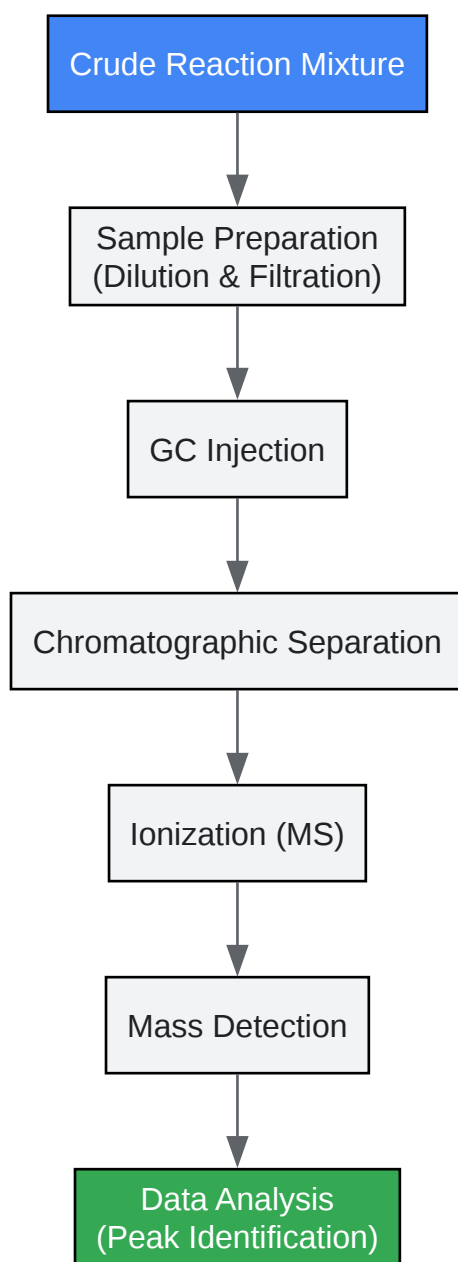 Crude Reaction Mixture
Sample Preparation
(Dilution & Filtration)
GC Injection
Chromatographic Separation
Ionization (MS)
Mass Detection
Data Analysis
(Peak Identification)